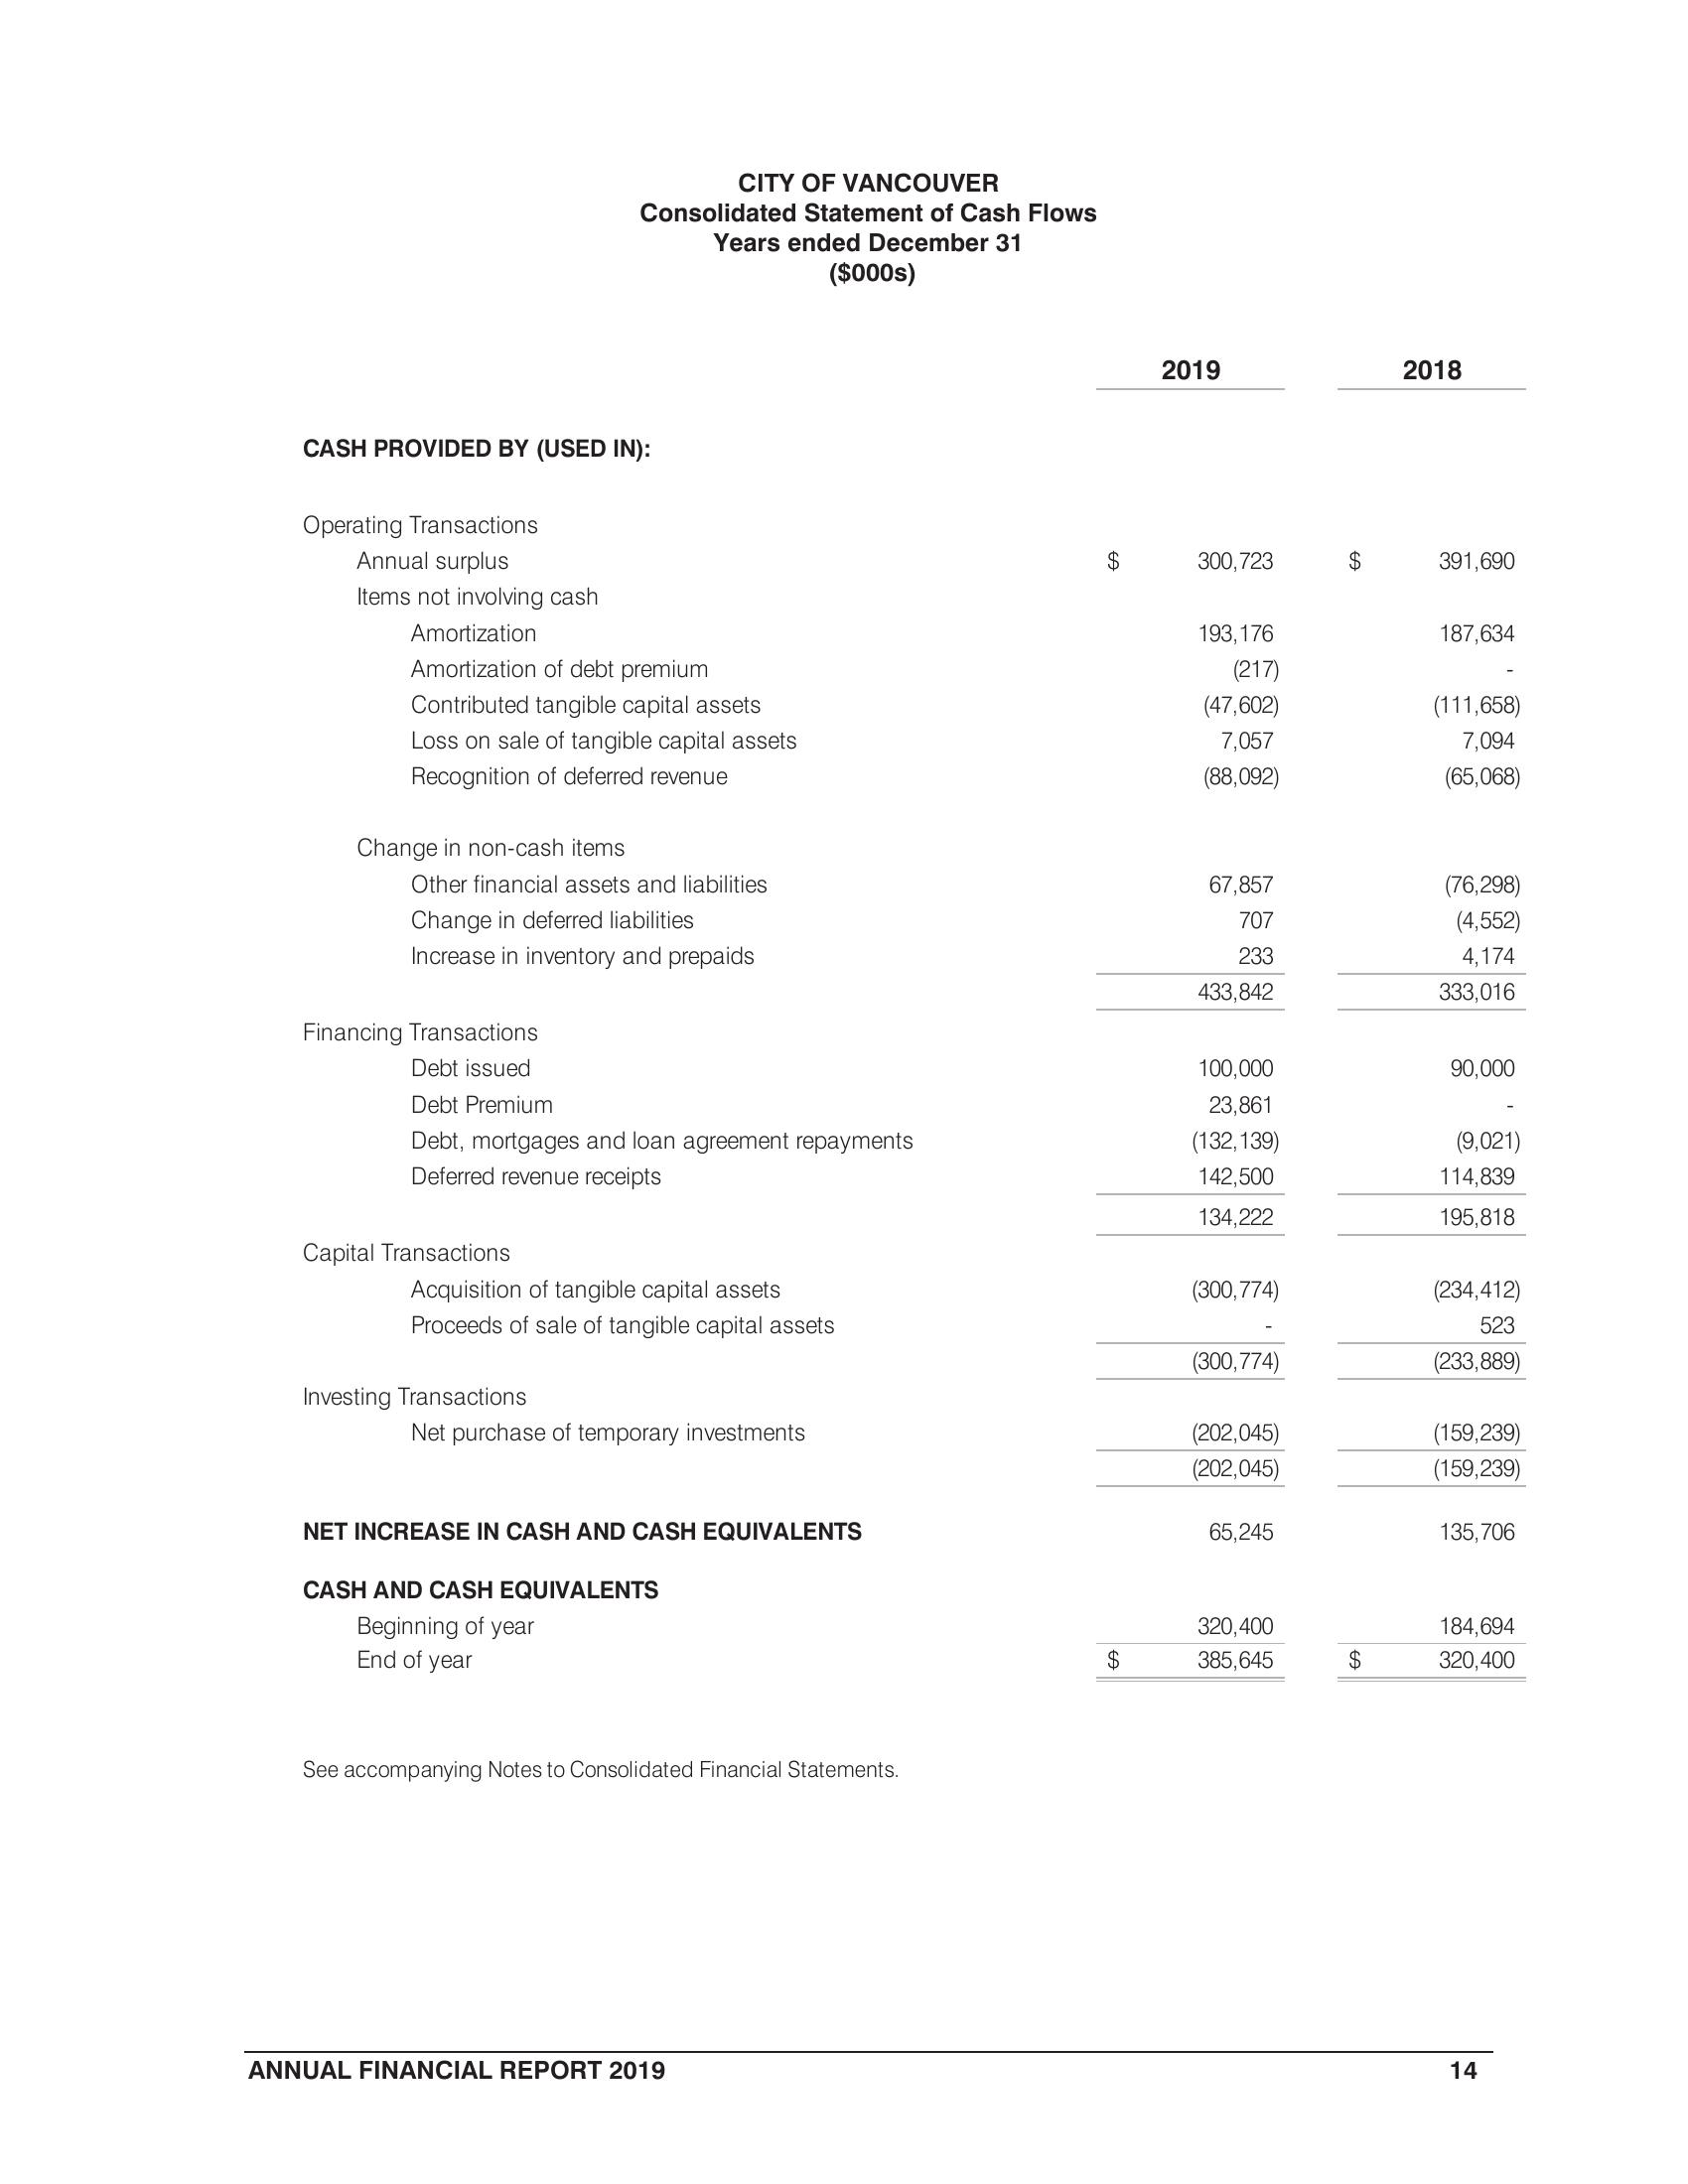 CITY OF VANCOUVER
Consolidated Statement of Cash Flows
Years ended December 31
($000s)
2019 2018
CASH PROVIDED BY (USED IN):
Operating Transactions
Annual surplus $ 300,723 $ 391,690
Items not involving cash
Amortization 193,176 187,634
Amortization of debt premium (217) -
Contributed tangible capital assets (47,602) (111,658)
Loss on sale of tangible capital assets 7,057 7,094
Recognition of deferred revenue (88,092) (65,068)
Change in non-cash items
Other financial assets and liabilities 67,857 (76,298)
Change in deferred liabilities 707 (4,552)
Increase in inventory and prepaids 233 4,174
433,842 333,016
Financing Transactions
Debt issued 100,000 90,000
Debt Premium 23,861 -
Debt, mortgages and loan agreement repayments (132,139) (9,021)
Deferred revenue receipts 142,500 114,839
134,222 195,818
Capital Transactions
Acquisition of tangible capital assets (300,774) (234,412)
Proceeds of sale of tangible capital assets - 523
(300,774) (233,889)
Investing Transactions
Net purchase of temporary investments (202,045) (159,239)
(202,045) (159,239)
NET INCREASE IN CASH AND CASH EQUIVALENTS 65,245 135,706
CASH AND CASH EQUIVALENTS
Beginning of year 320,400 184,694
End of year $ 385,645 $ 320,400
See accompanying Notes to Consolidated Financial Statements.
ANNUAL FINANCIAL REPORT 2019 14